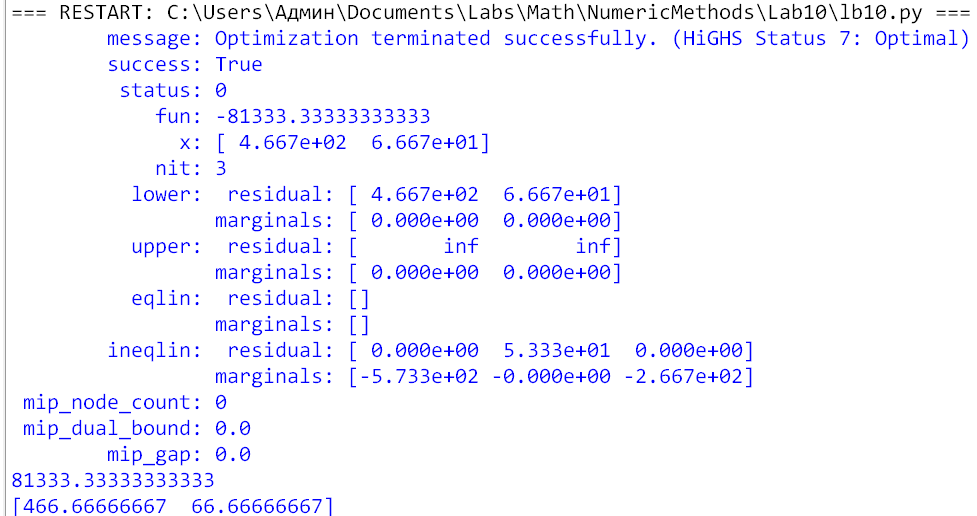 === RESTART: C:\Users\Админ\Documents\Labs\Math\NumericMethods\Lab10\lb10.py ===
        message: Optimization terminated successfully. (HiGHS Status 7: Optimal)
        success: True
         status: 0
            fun: -81333.33333333333
              x: [ 4.667e+02  6.667e+01]
            nit: 3
          lower:  residual: [ 4.667e+02  6.667e+01]
                 marginals: [ 0.000e+00  0.000e+00]
          upper:  residual: [       inf        inf]
                 marginals: [ 0.000e+00  0.000e+00]
          eqlin:  residual: []
                 marginals: []
        ineqlin:  residual: [ 0.000e+00  5.333e+01  0.000e+00]
                 marginals: [-5.733e+02 -0.000e+00 -2.667e+02]
 mip_node_count: 0
 mip_dual_bound: 0.0
        mip_gap: 0.0
81333.33333333333
[466.66666667  66.66666667]